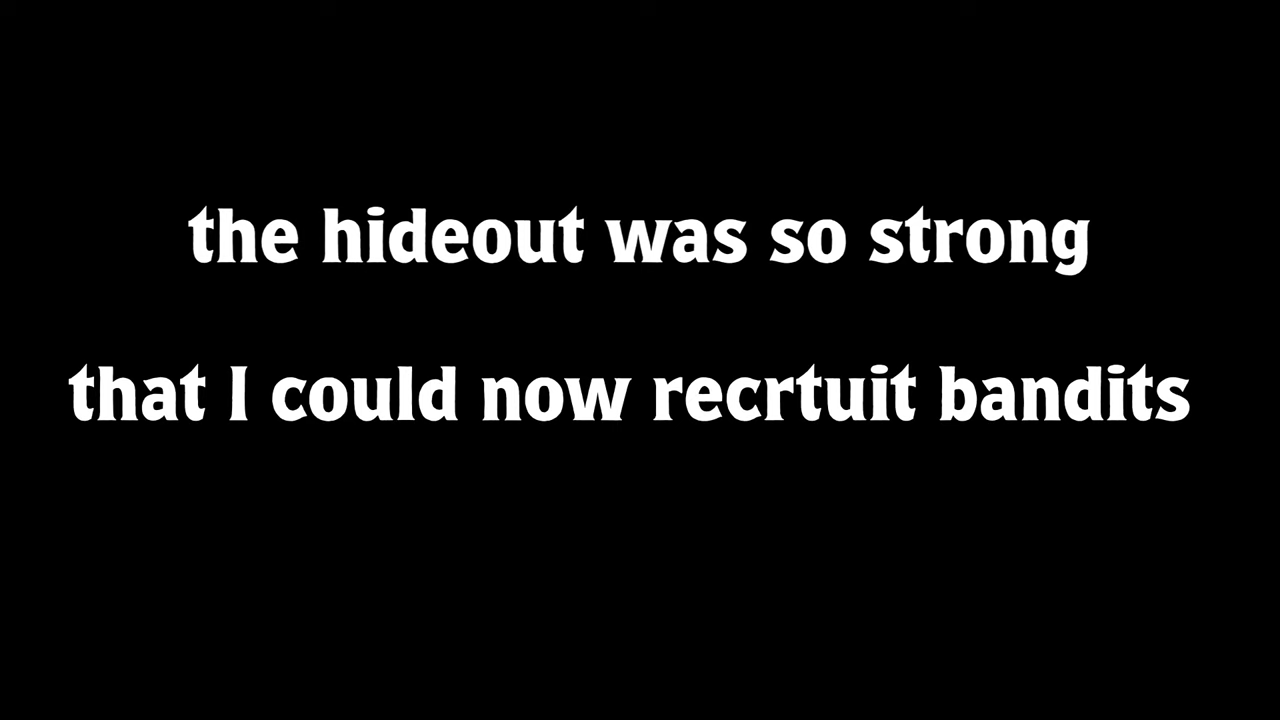 the hideout was so strong
that I could now recrtuit bandits